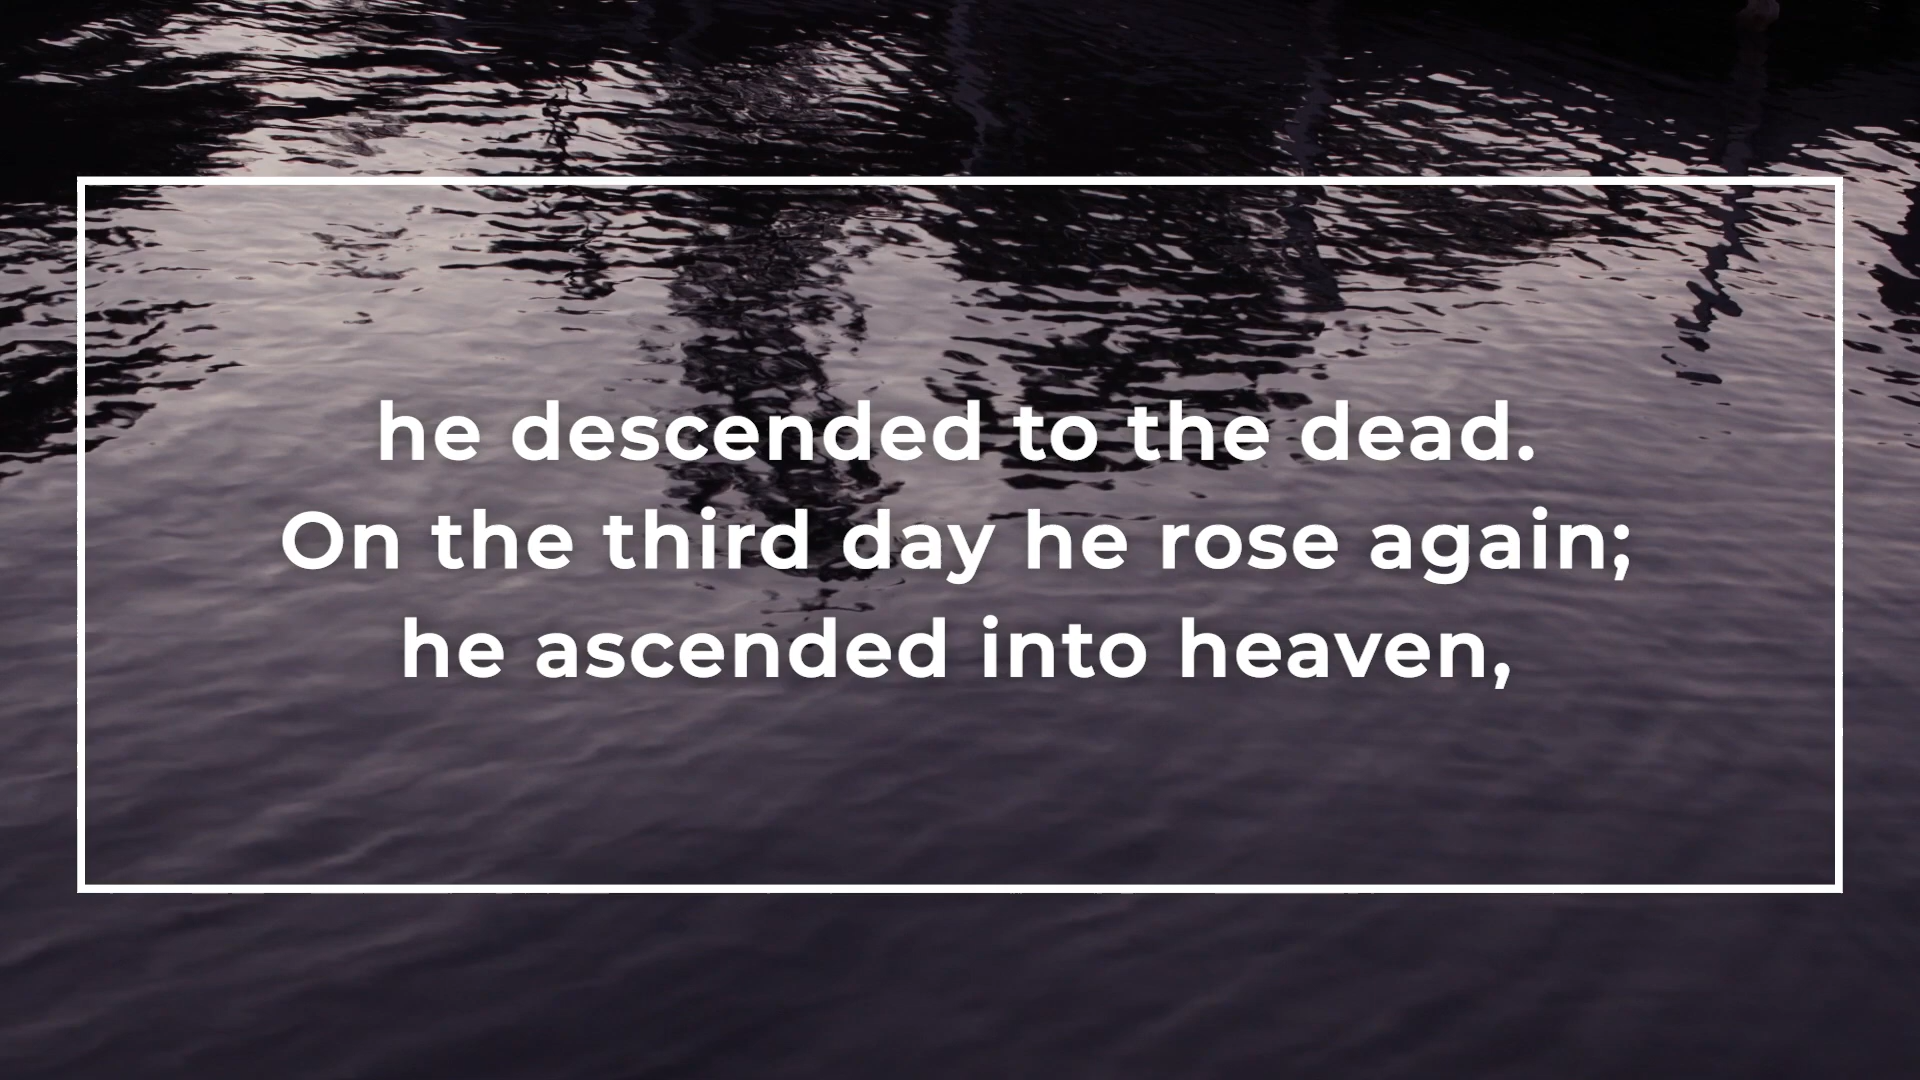 he descended to the dead.
On the third day he rose again;
he ascended into heaven,